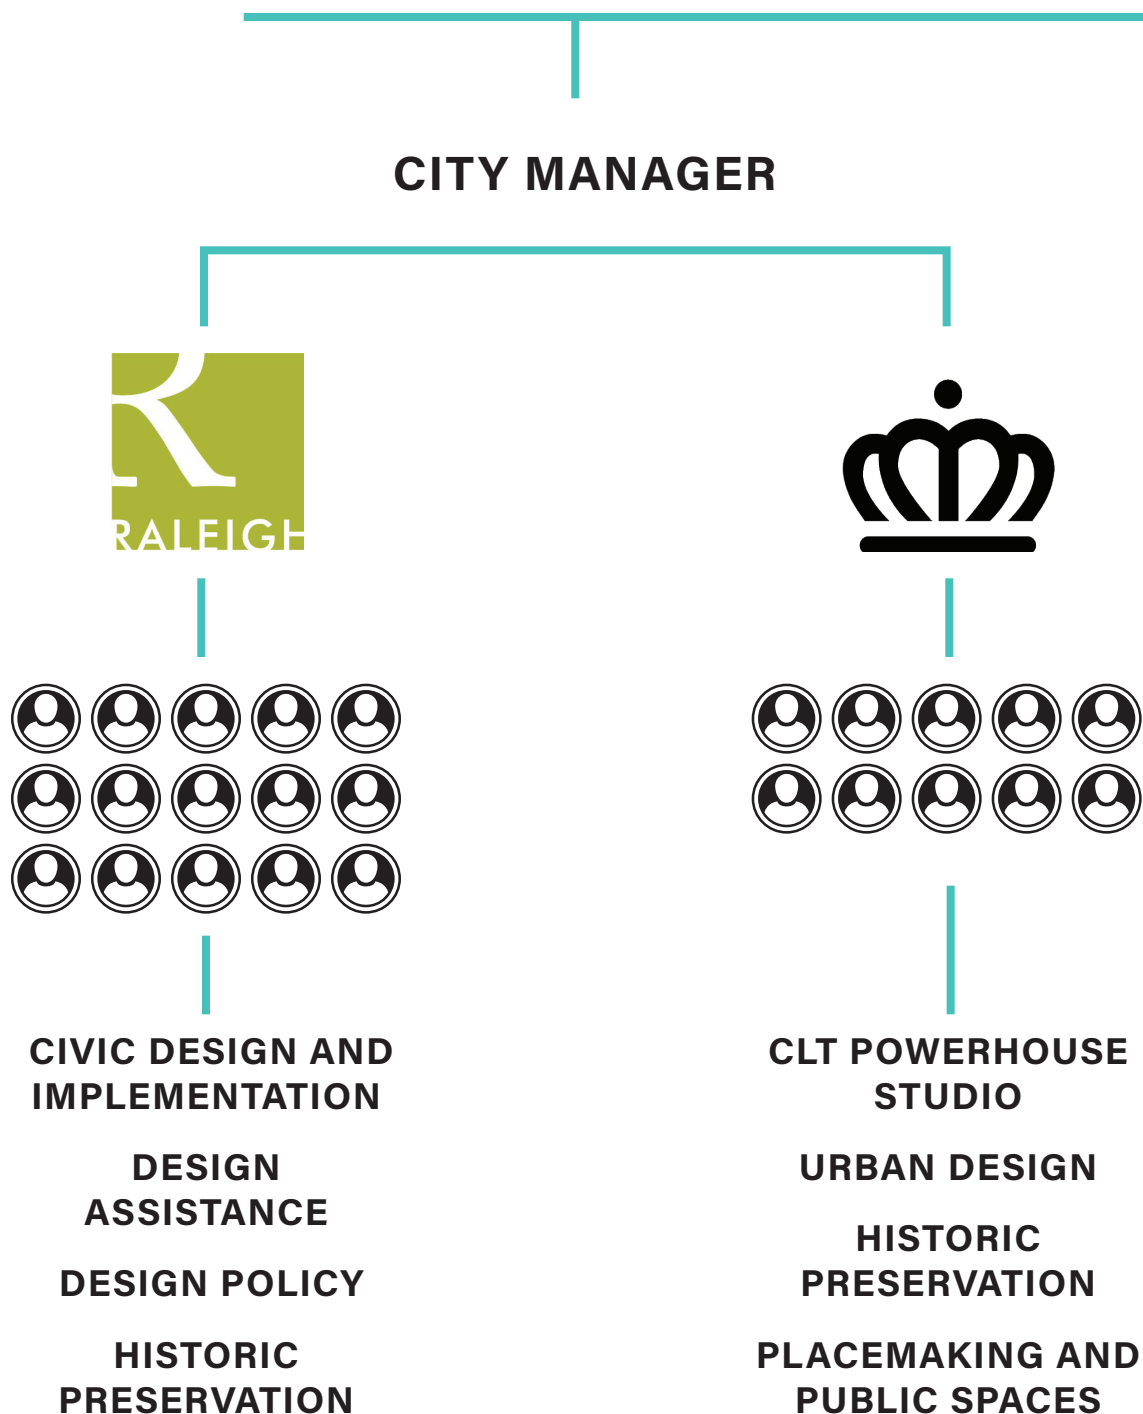 CITY MANAGER
R
RALEIGH
CIVIC DESIGN AND
IMPLEMENTATION
DESIGN
ASSISTANCE
DESIGN POLICY
HISTORIC
PRESERVATION
CLT POWERHOUSE
STUDIO
URBAN DESIGN
HISTORIC
PRESERVATION
PLACEMAKING AND
PUBLIC SPACES